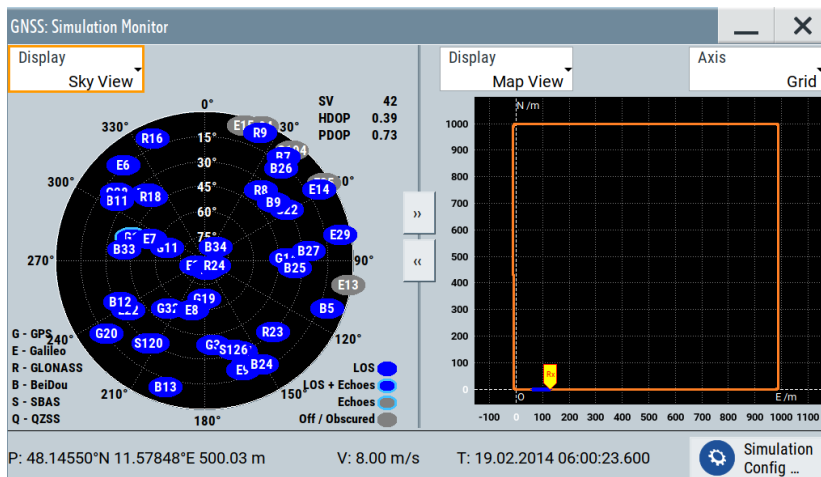 GNSS: Simulation Monitor
Display
Sky View
Display
Map View
Axis
Grid
SV 42
HDOP 0.39
PDOP 0.73
0°
30°
90°
120°
150°
180°
210°
240°
270°
300°
330°
15°
30°
45°
60°
75°
R16
R9
B7
B26
E6
E14
R18
R8
B11
B9
E29
E7
G11
B33
B34
B27
B25
R24
E13
B12
G19
E8
B5
G20
S120
R23
S126
B24
B13
G - GPS
E - Galileo
R - GLONASS
B - BeiDou
S - SBAS
Q - QZSS
LOS
LOS + Echoes
Echoes
Off / Obscured
»
«
N /m
1000
900
800
700
600
500
400
300
200
100
0
Rx
0
E /m
-100 0 100 200 300 400 500 600 700 800 900 1000 1100
P: 48.14550°N 11.57848°E 500.03 m
V: 8.00 m/s
T: 19.02.2014 06:00:23.600
Simulation
Config ...